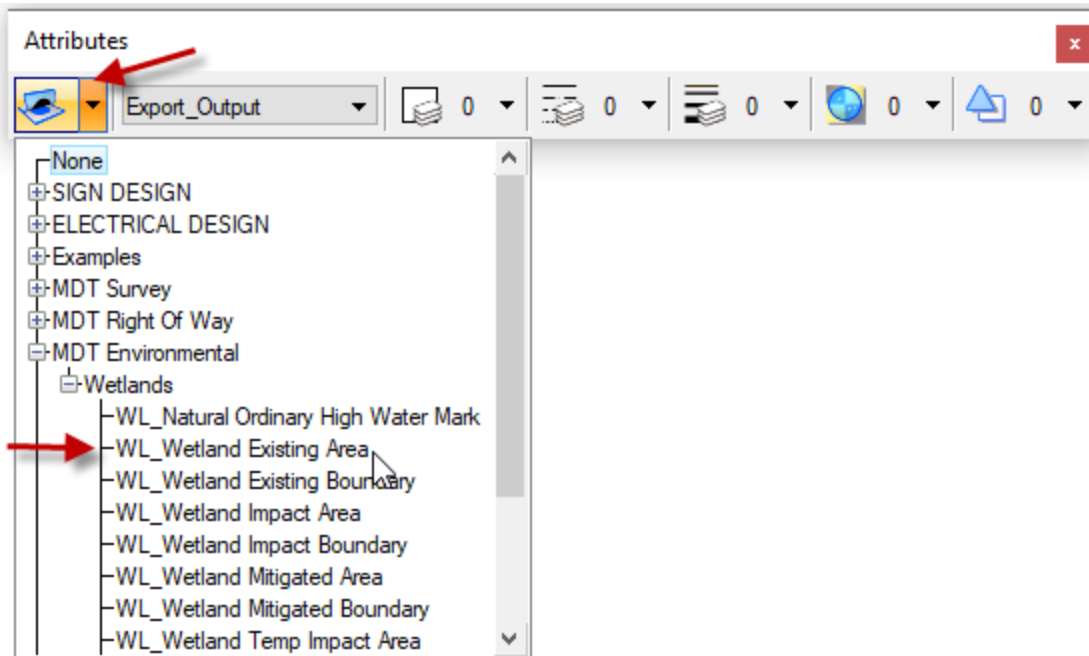 Attributes
x
Export_Output 0 0 0 0 0
None
SIGN DESIGN
ELECTRICAL DESIGN
Examples
MDT Survey
MDT Right Of Way
MDT Environmental
Wetlands
WL_Natural Ordinary High Water Mark
WL_Wetland Existing Area
WL_Wetland Existing Boundary
WL_Wetland Impact Area
WL_Wetland Impact Boundary
WL_Wetland Mitigated Area
WL_Wetland Mitigated Boundary
WL_Wetland Temp Impact Area